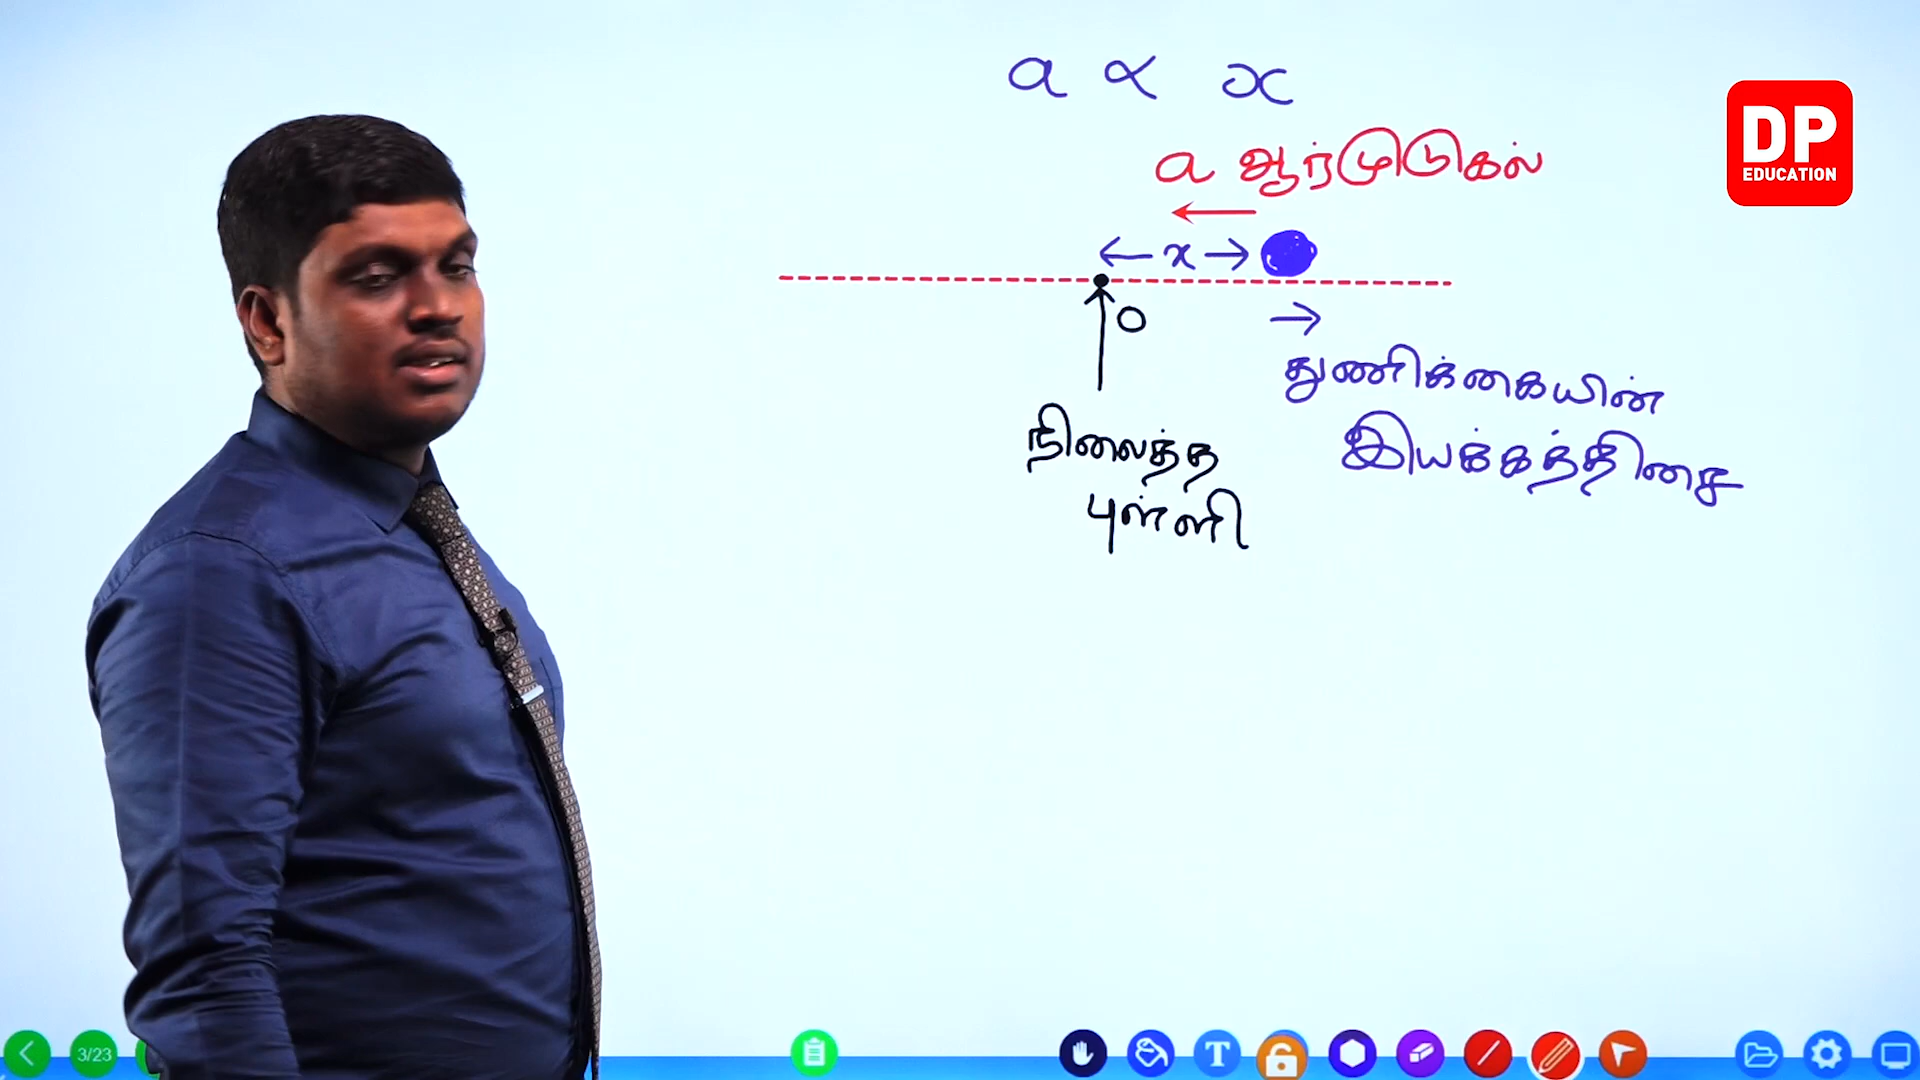 a ∝ x
DP
EDUCATION
a ஆர்முடுகல்
x
O
துணிக்கையின்
இயக்கத்திசை
நிலைத்த
புள்ளி
3/23
T